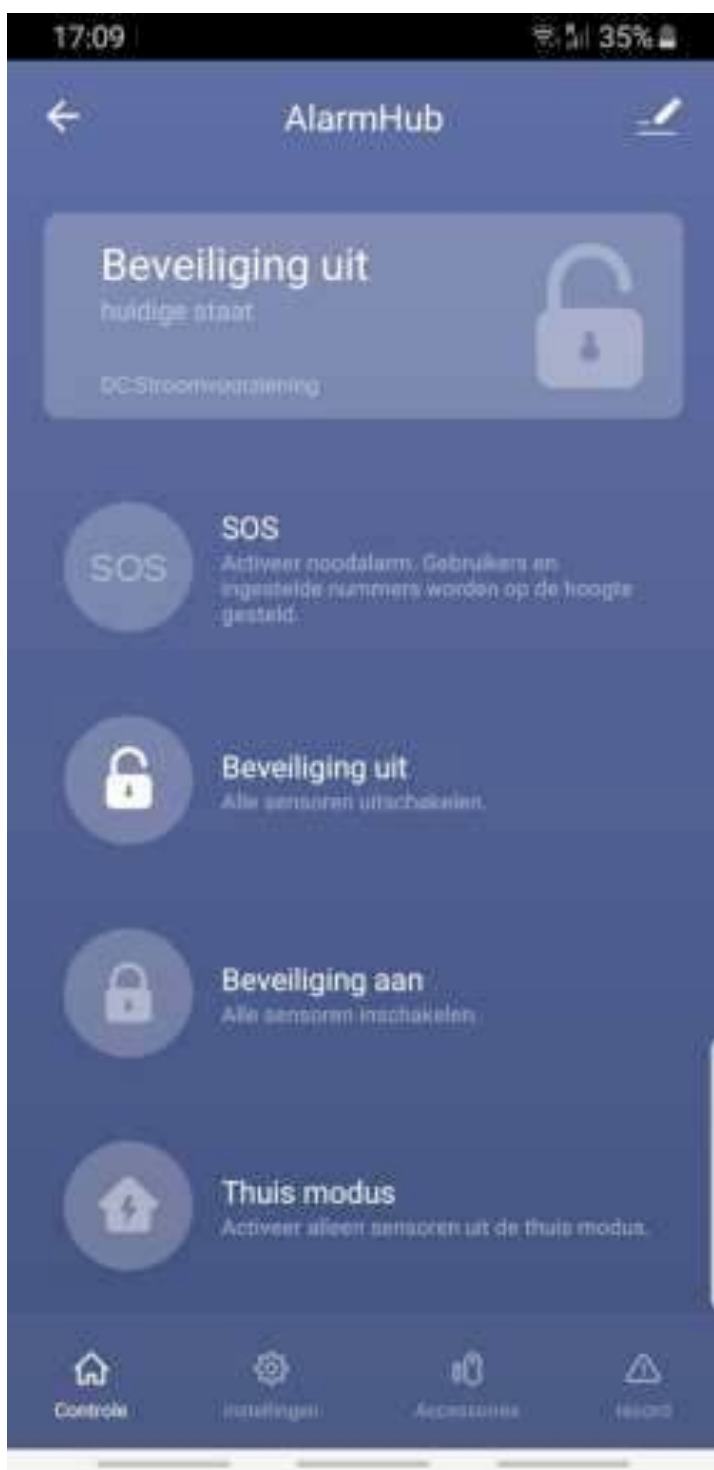 17:09
35%
AlarmHub
Beveiliging uit
huidige staat
DC:Stroomvoorziening
SOS
SOS
Activeer noodalarm. Gebruikers en
ingestelde nummers worden op de hoogte
gesteld.
Beveiliging uit
Alle sensoren uitschakelen.
Beveiliging aan
Alle sensoren inschakelen.
Thuis modus
Activeer alleen sensoren uit de thuis modus.
Controle
instellingen
Accessoires
record